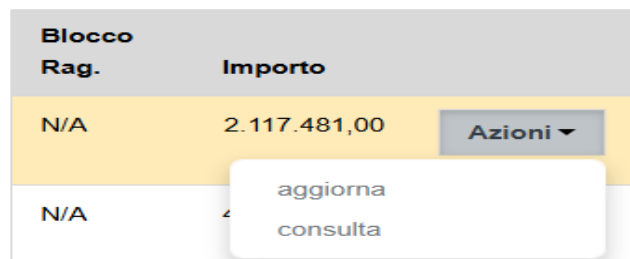 Blocco
Rag. Importo
N/A 2.117.481,00 Azioni
aggiorna
N/A
consulta